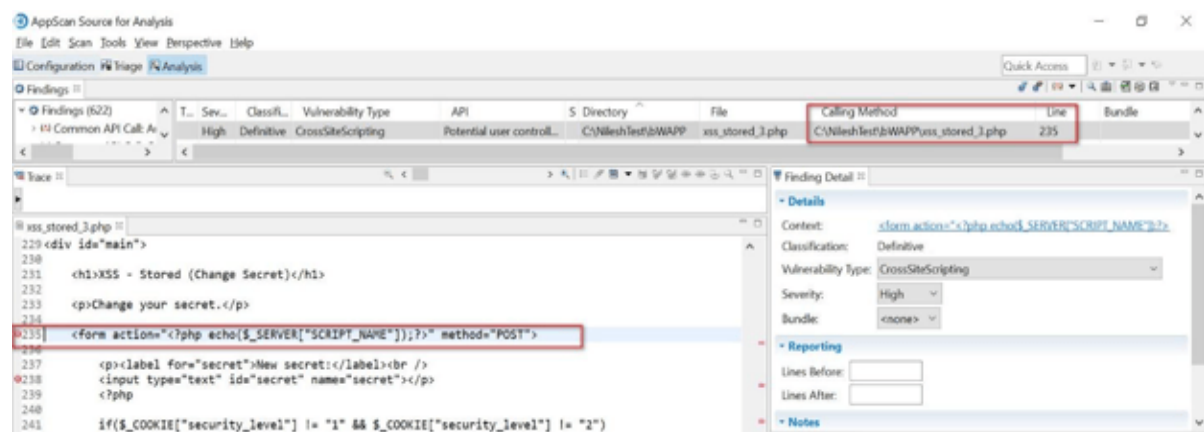 AppScan Source for Analysis
File Edit Scan Tools View Perspective Help
Configuration Triage Analysis
Quick Access
Findings
Findings (622)
Common API Call: A
T... Sev... Classifi... Vulnerability Type API S Directory File Calling Method Line Bundle
High Definitive CrossSiteScripting Potential user controll... C:\NileshTest\bWAPP xss_stored_3.php C:\NileshTest\bWAPP\xss_stored_3.php 235
Trace
xss_stored_3.php
229 <div id="main">
230
231 <h1>XSS - Stored (Change Secret)</h1>
232
233 <p>Change your secret.</p>
234
235 <form action="<?php echo($_SERVER["SCRIPT_NAME"]);?>" method="POST">
236
237 <p><label for="secret">New secret:</label><br />
238 <input type="text" id="secret" name="secret"></p>
239 <?php
240
241 if($_COOKIE["security_level"] != "1" && $_COOKIE["security_level"] != "2")
Finding Detail
Details
Context: <form action="<?php echo($_SERVER["SCRIPT_NAME"]);?>
Classification: Definitive
Vulnerability Type: CrossSiteScripting
Severity: High
Bundle: <none>
Reporting
Lines Before:
Lines After:
Notes